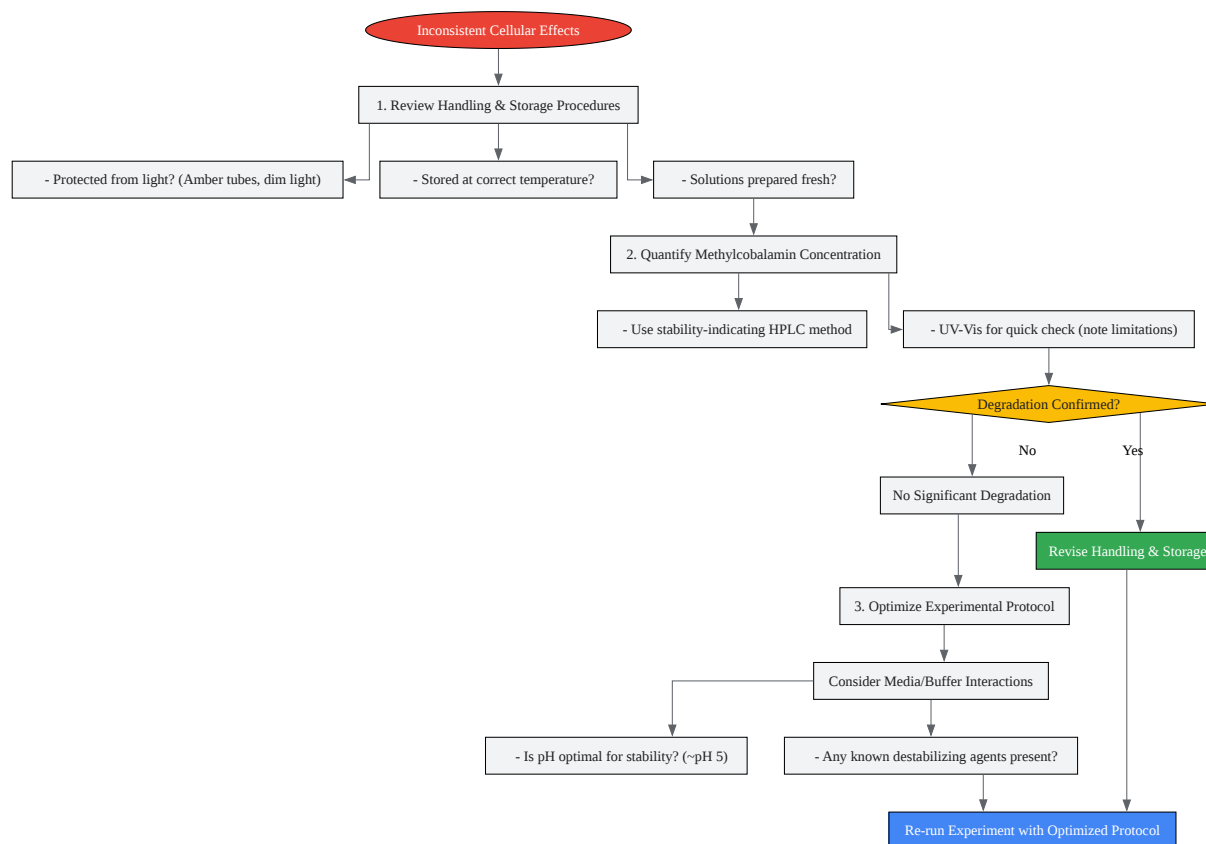 Inconsistent Cellular Effects
1. Review Handling & Storage Procedures
- Protected from light? (Amber tubes, dim light)
- Stored at correct temperature?
- Solutions prepared fresh?
2. Quantify Methylcobalamin Concentration
- Use stability-indicating HPLC method
- UV-Vis for quick check (note limitations)
Degradation Confirmed?
No
Yes
No Significant Degradation
Revise Handling & Storage
3. Optimize Experimental Protocol
Consider Media/Buffer Interactions
- Is pH optimal for stability? (~pH 5)
- Any known destabilizing agents present?
Re-run Experiment with Optimized Protocol